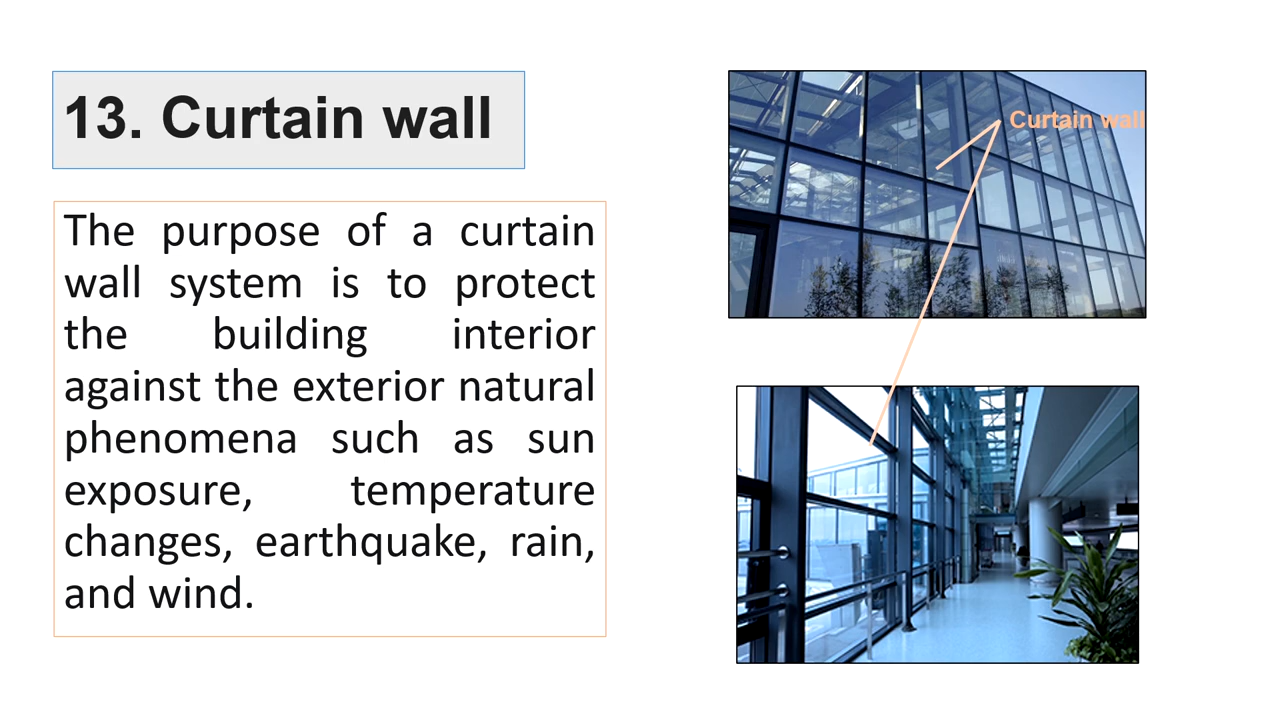 13. Curtain wall
The purpose of a curtain
wall system is to protect
the building interior
against the exterior natural
phenomena such as sun
exposure, temperature
changes, earthquake, rain,
and wind.
Curtain wall